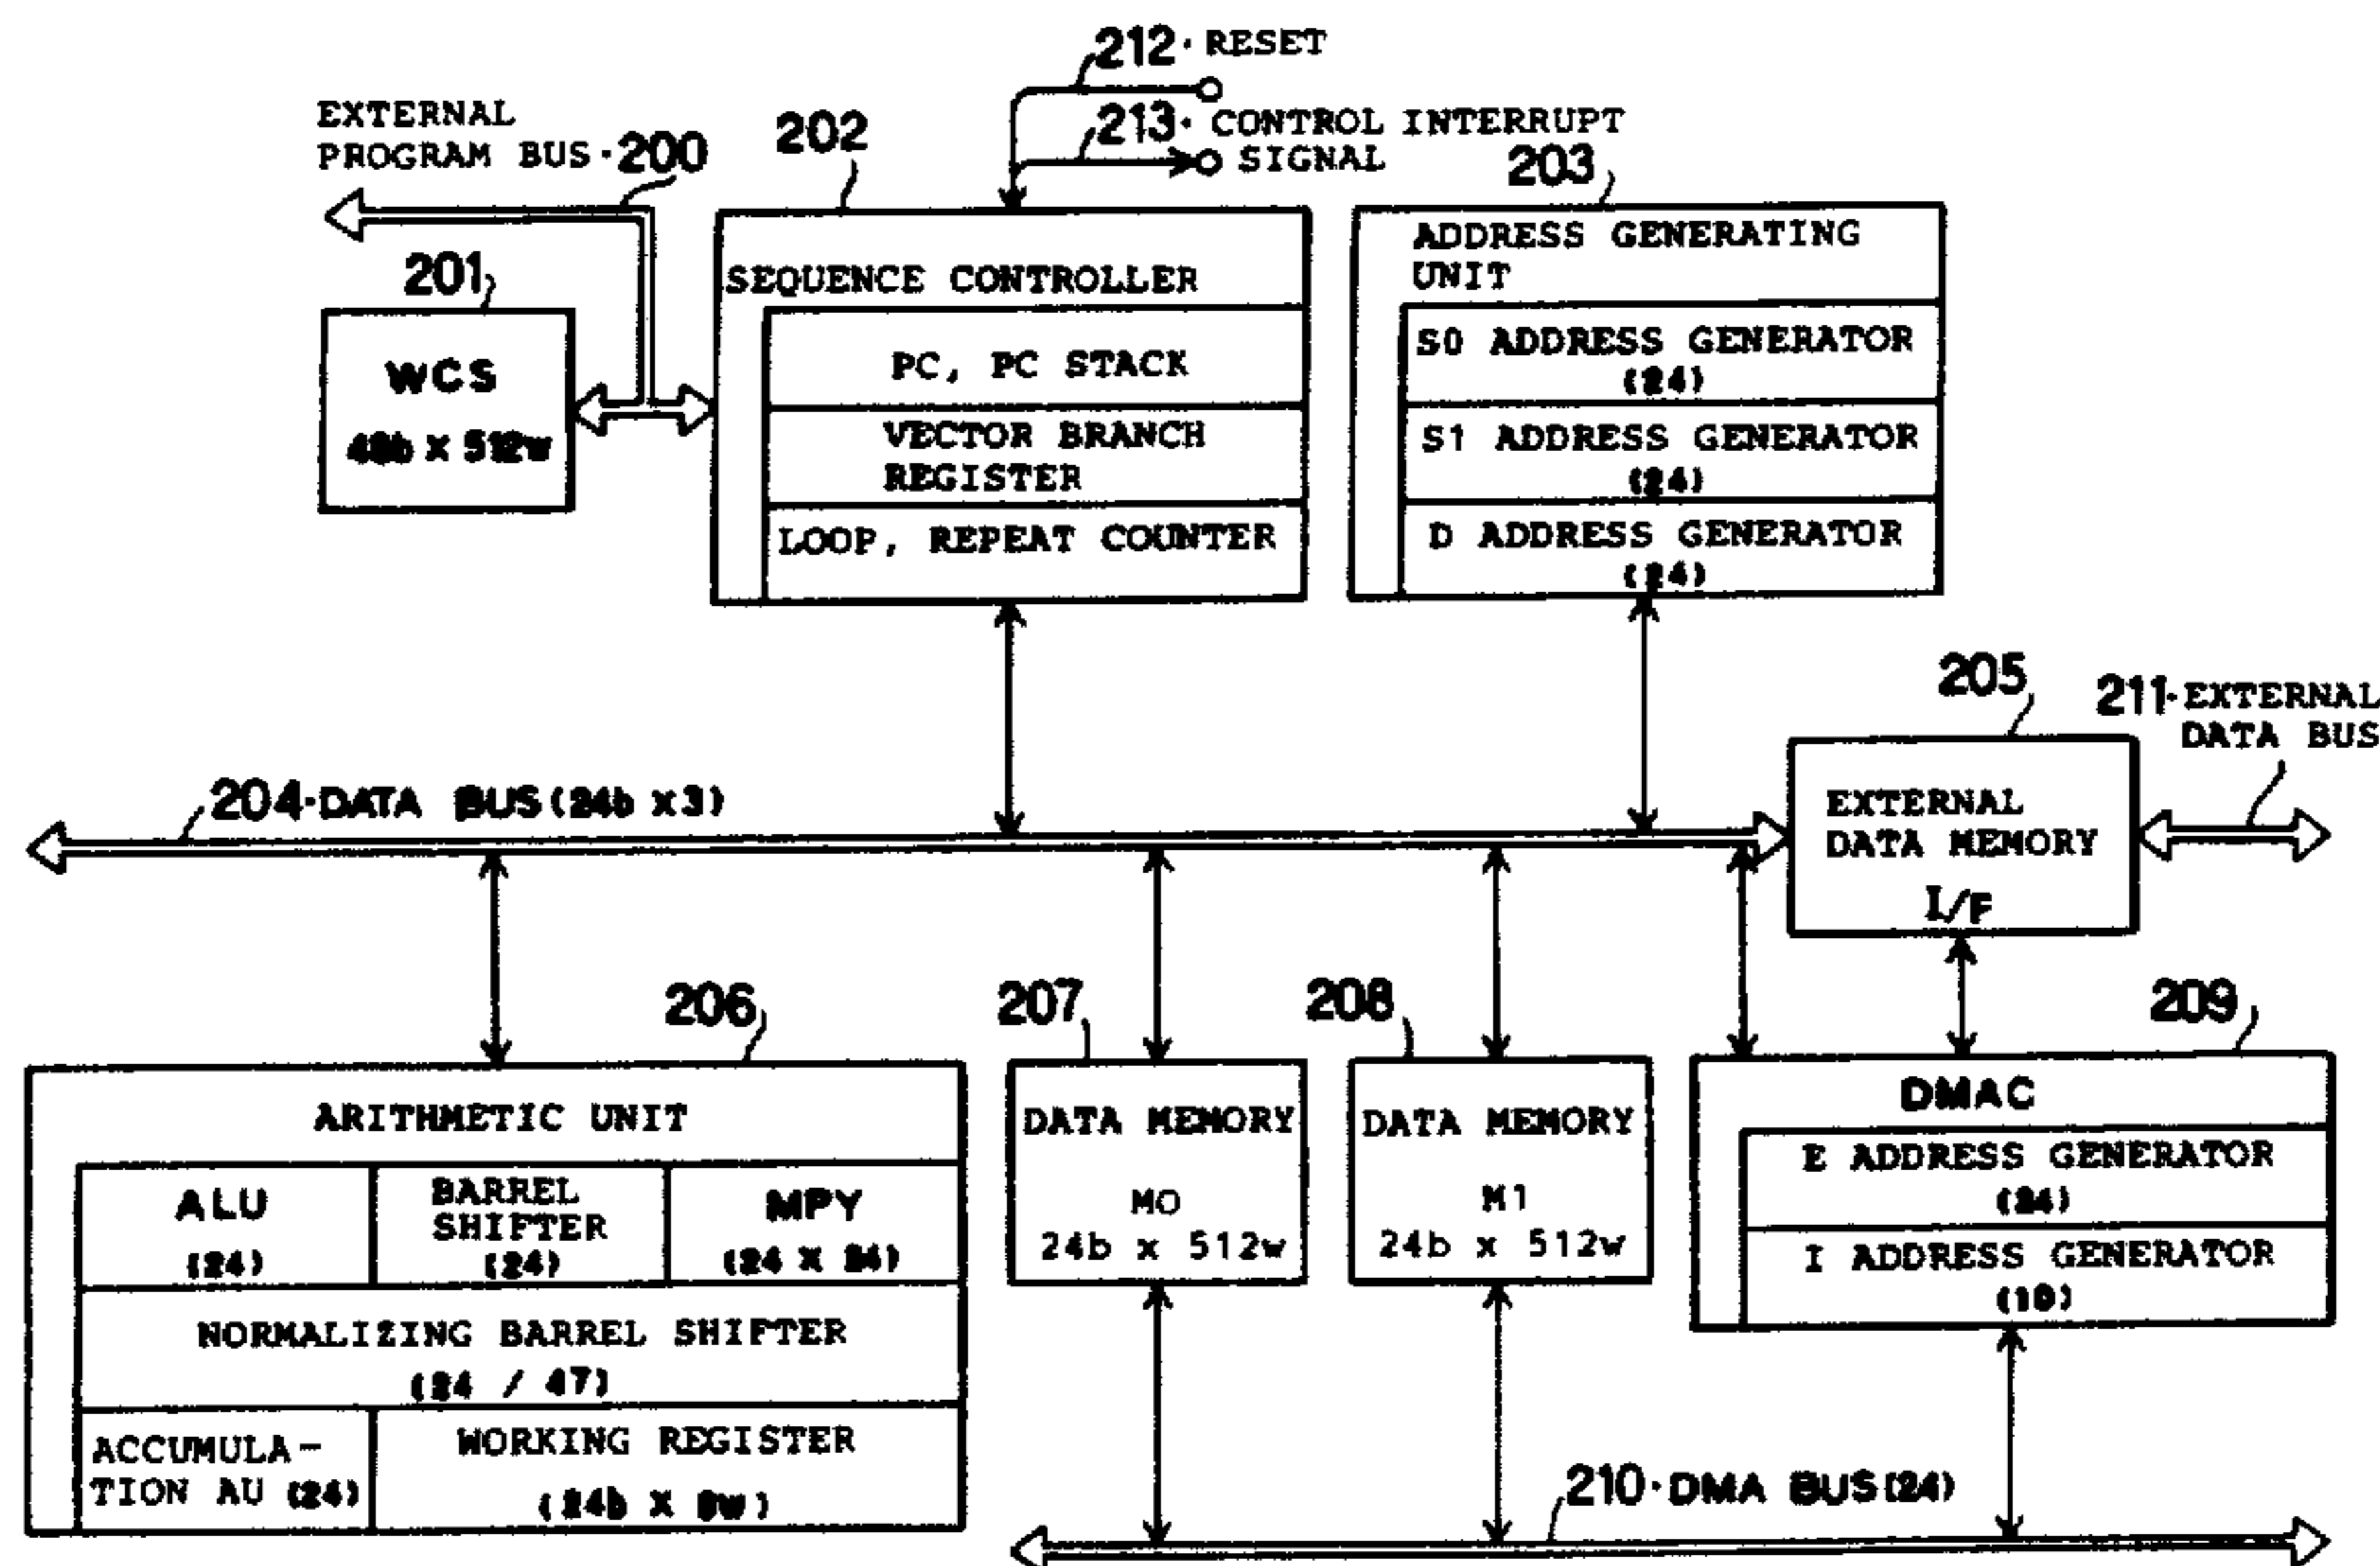 212 · RESET
EXTERNAL
PROGRAM BUS · 200
202
213 · CONTROL INTERRUPT
SIGNAL
203
201
WCS
48b x 512w
SEQUENCE CONTROLLER
PC, PC STACK
VECTOR BRANCH
REGISTER
LOOP, REPEAT COUNTER
ADDRESS GENERATING
UNIT
S0 ADDRESS GENERATOR
(24)
S1 ADDRESS GENERATOR
(24)
D ADDRESS GENERATOR
(24)
204 · DATA BUS (24b x3)
205
211 · EXTERNAL
DATA BUS
EXTERNAL
DATA MEMORY
I/F
206
207
208
209
ARITHMETIC UNIT
ALU
(24)
BARREL
SHIFTER
(24)
MPY
(24 X 24)
NORMALIZING BARREL SHIFTER
(24 / 47)
ACCUMULA-
TION AU (24)
WORKING REGISTER
(24b X 8w)
DATA MEMORY
M0
24b x 512w
DATA MEMORY
M1
24b x 512w
DMAC
E ADDRESS GENERATOR
(24)
I ADDRESS GENERATOR
(10)
210 · DMA BUS (24)